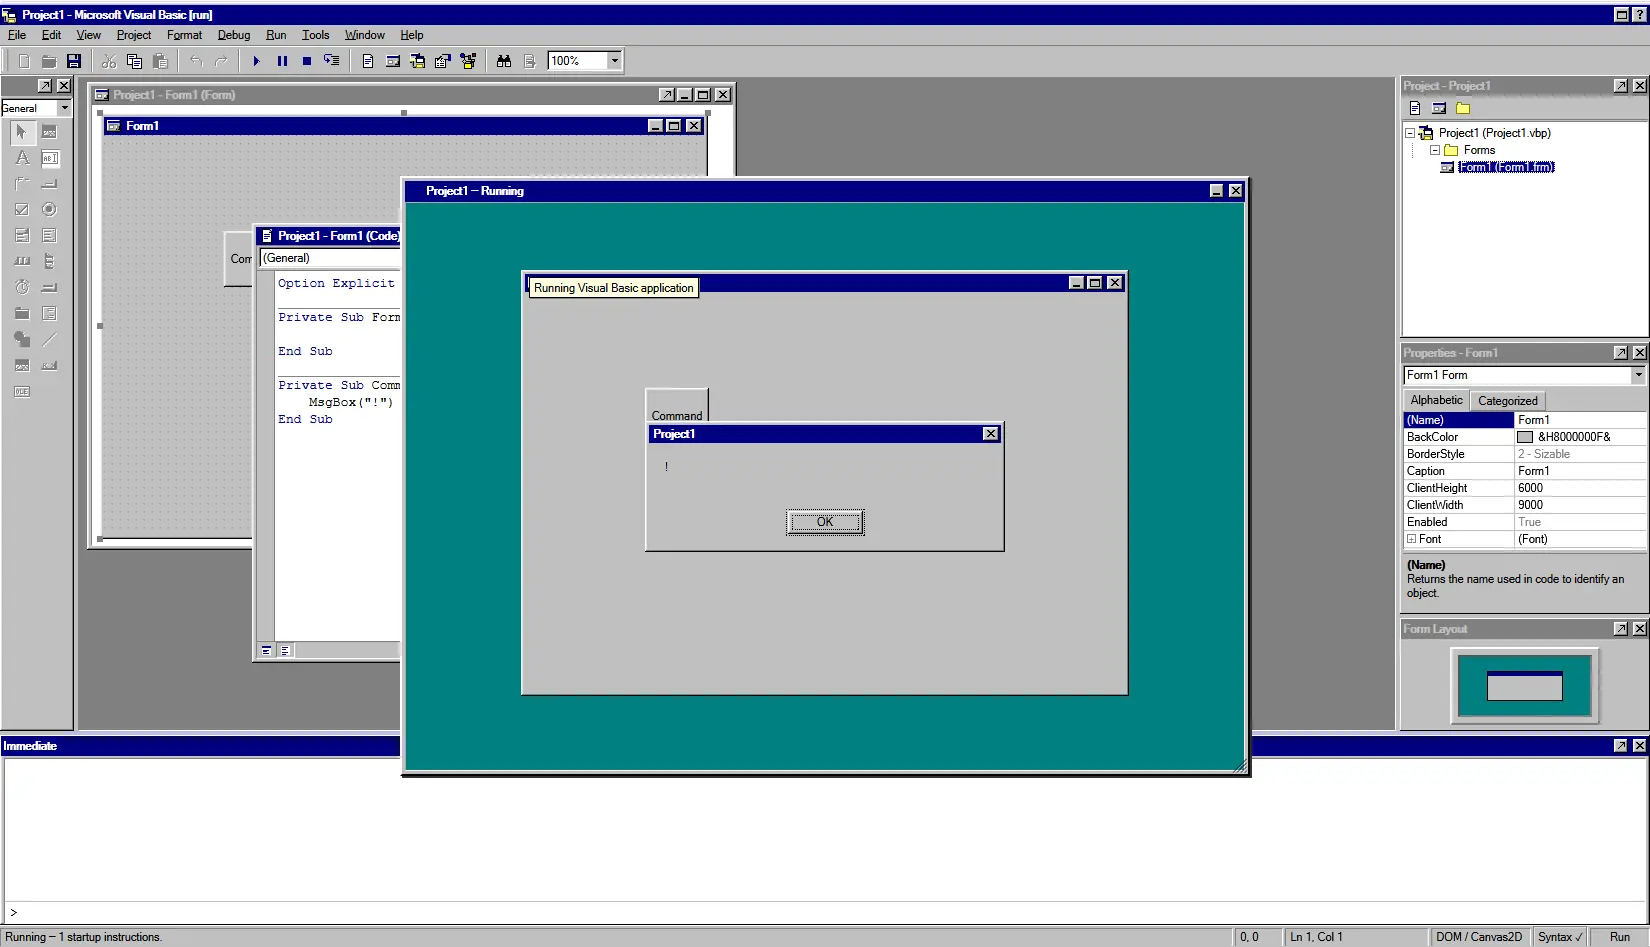 Project1 - Microsoft Visual Basic [run]
File Edit View Project Format Debug Run Tools Window Help
100%
General
Project1 - Form1 (Form)
Form1
Com
Project1 - Form1 (Code)
(General)
Option Explicit
Private Sub Form
End Sub
Private Sub Comm
MsgBox("!")
End Sub
Project1 – Running
Running Visual Basic application
Command
Project1
!
OK
Project - Project1
Project1 (Project1.vbp)
Forms
Form1 (Form1.frm)
Properties - Form1
Form1 Form
Alphabetic Categorized
(Name) Form1
BackColor &H8000000F&
BorderStyle 2 - Sizable
Caption Form1
ClientHeight 6000
ClientWidth 9000
Enabled True
Font (Font)
(Name)
Returns the name used in code to identify an
object.
Form Layout
Immediate
>
Running – 1 startup instructions.
0, 0
Ln 1, Col 1
DOM / Canvas2D
Syntax ✓
Run